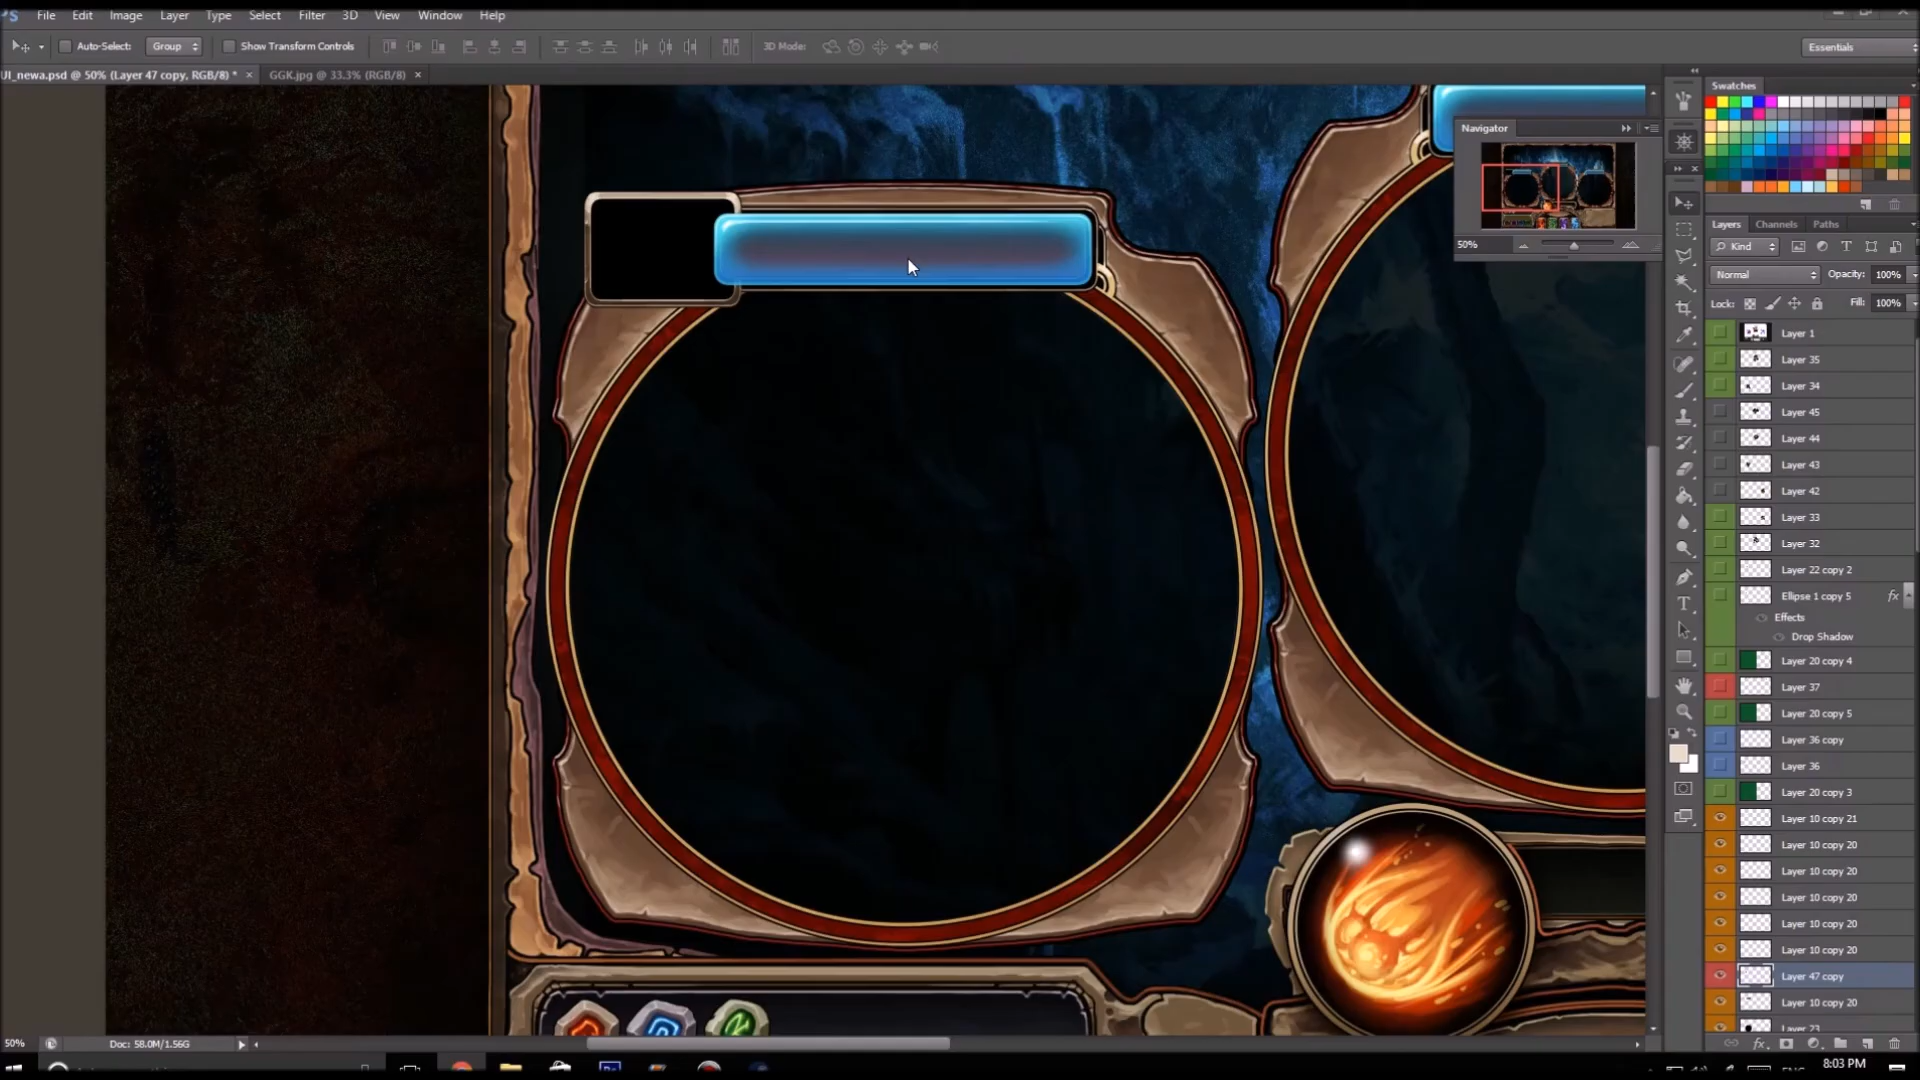 File Edit Image Layer Type Select Filter 3D View Window Help
Auto-Select: Group Show Transform Controls 3D Mode: Essentials
UI_newa.psd @ 50% (Layer 47 copy, RGB/8) * × GGK.jpg @ 33.3% (RGB/8) ×
Swatches
Navigator
50%
Layers Channels Paths
Kind
Normal Opacity: 100%
Lock: Fill: 100%
Layer 1
Layer 35
Layer 34
Layer 45
Layer 44
Layer 43
Layer 42
Layer 33
Layer 32
Layer 22 copy 2
Ellipse 1 copy 5 fx
Effects
Drop Shadow
Layer 20 copy 4
Layer 37
Layer 20 copy 5
Layer 36 copy
Layer 36
Layer 20 copy 3
Layer 10 copy 21
Layer 10 copy 20
Layer 10 copy 20
Layer 10 copy 20
Layer 10 copy 20
Layer 10 copy 20
Layer 47 copy
Layer 10 copy 20
Layer 23
50% Doc: 58.0M/1.56G
8:03 PM